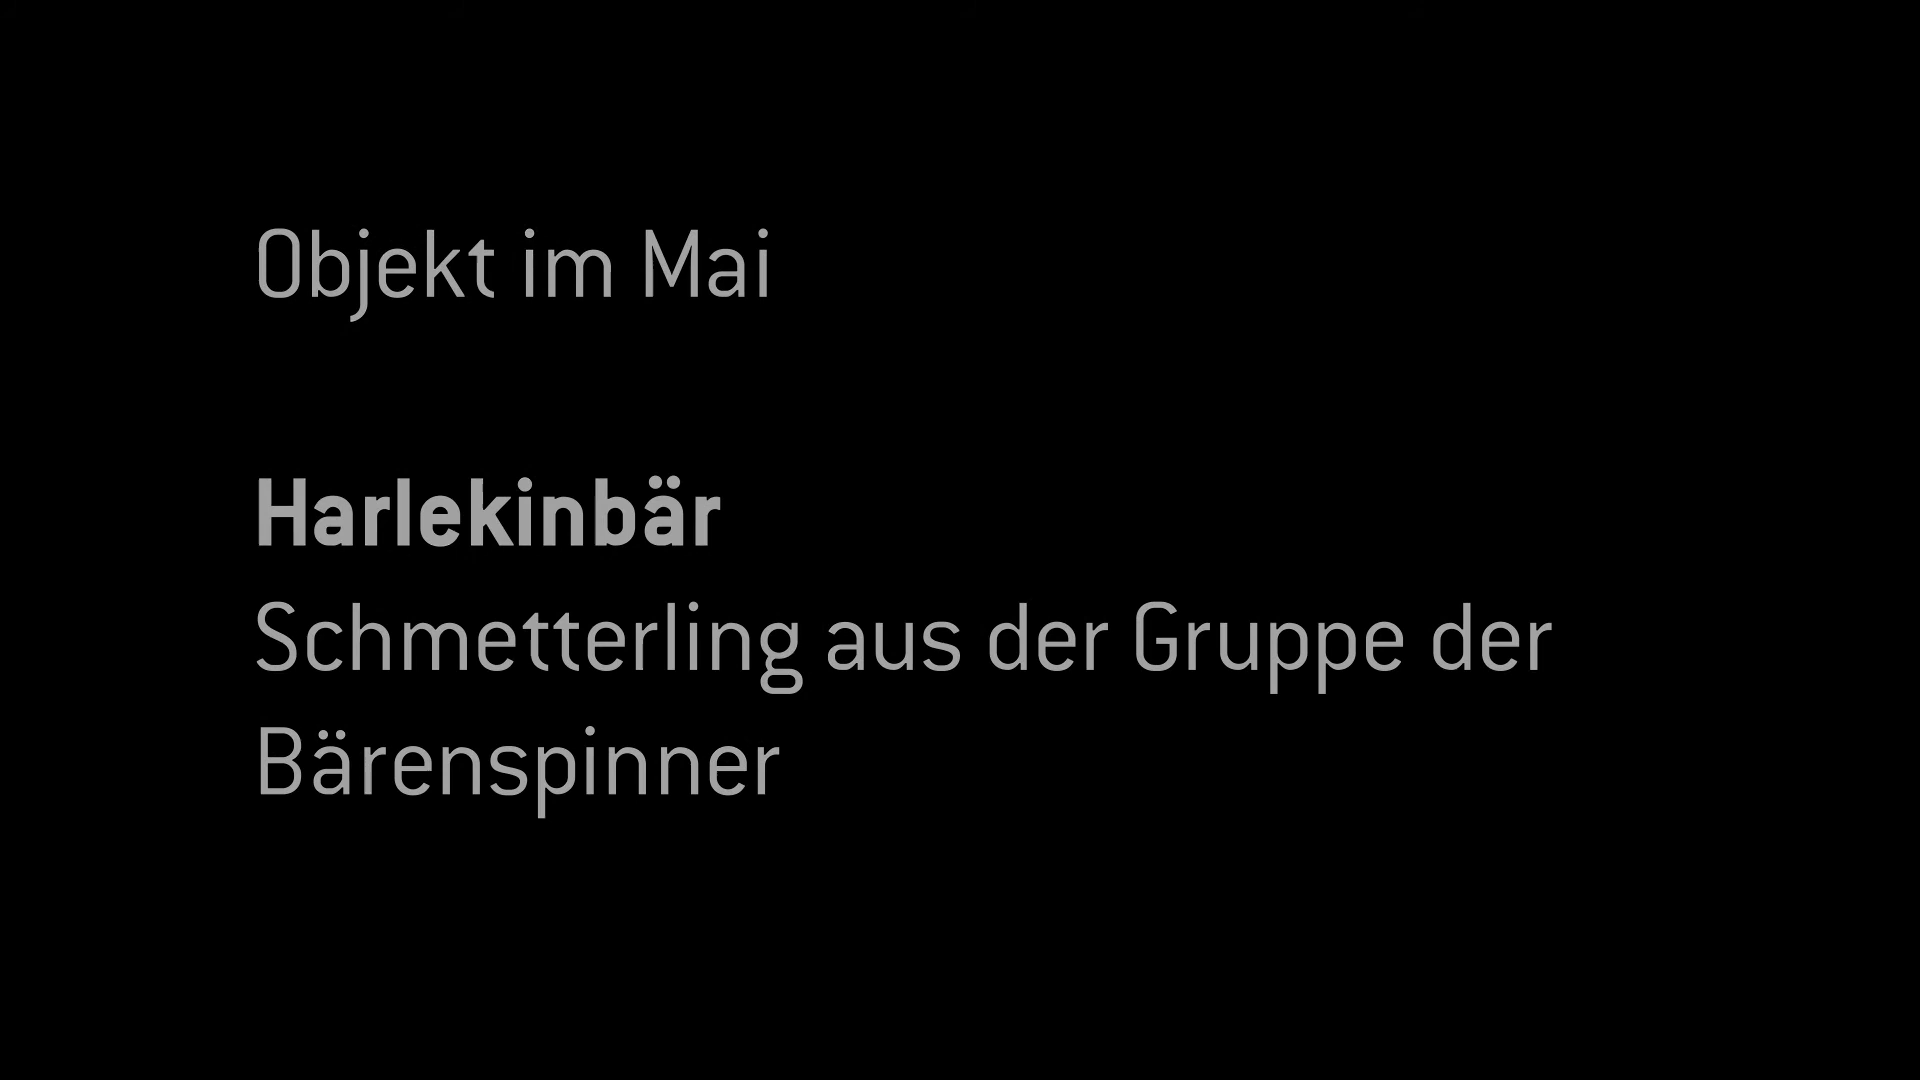 Objekt im Mai
Harlekinbär
Schmetterling aus der Gruppe der
Bärenspinner